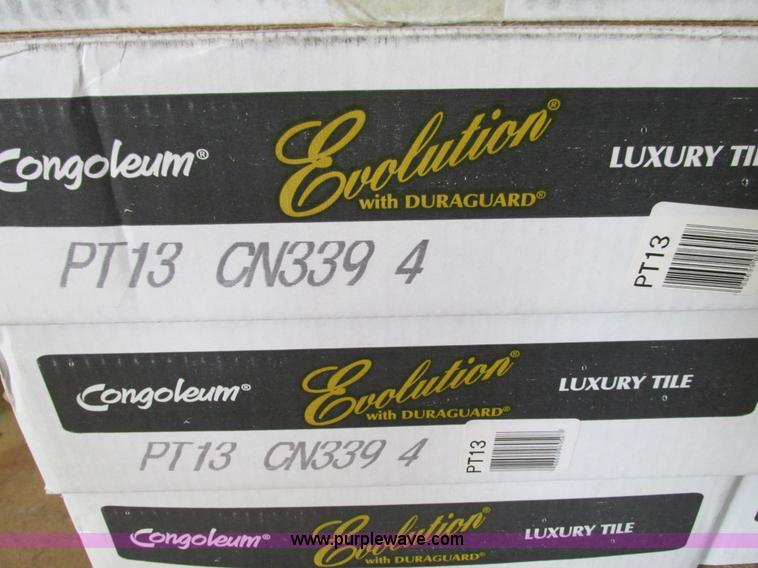 Congoleum® Evolution® LUXURY TIL
with DURAGUARD®
PT13 CN339 4
PT13
Congoleum® Evolution® LUXURY TILE
with DURAGUARD®
PT13 CN339 4
PT13
Congoleum® Evolution® LUXURY TILE
with DURAGUARD®
www.purplewave.com